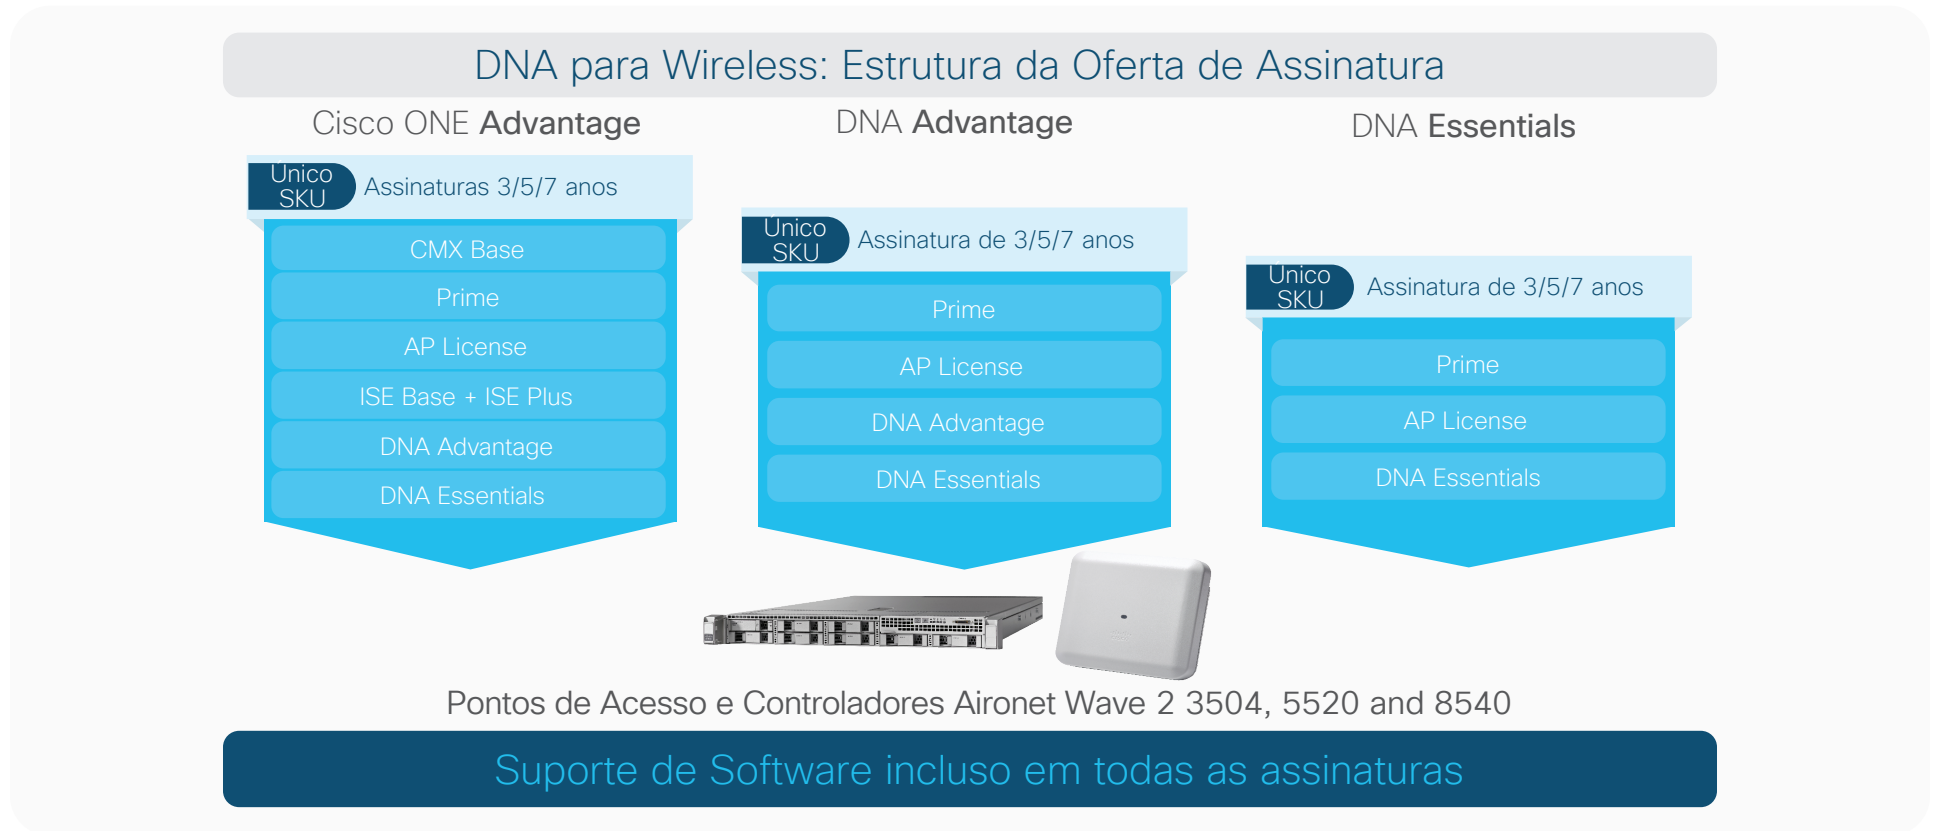 DNA para Wireless: Estrutura da Oferta de Assinatura
Cisco ONE Advantage
Único
SKU
Assinaturas 3/5/7 anos
CMX Base
Prime
AP License
ISE Base + ISE Plus
DNA Advantage
DNA Essentials
DNA Advantage
Único
SKU
Assinatura de 3/5/7 anos
Prime
AP License
DNA Advantage
DNA Essentials
DNA Essentials
Único
SKU
Assinatura de 3/5/7 anos
Prime
AP License
DNA Essentials
Pontos de Acesso e Controladores Aironet Wave 2 3504, 5520 and 8540
Suporte de Software incluso em todas as assinaturas